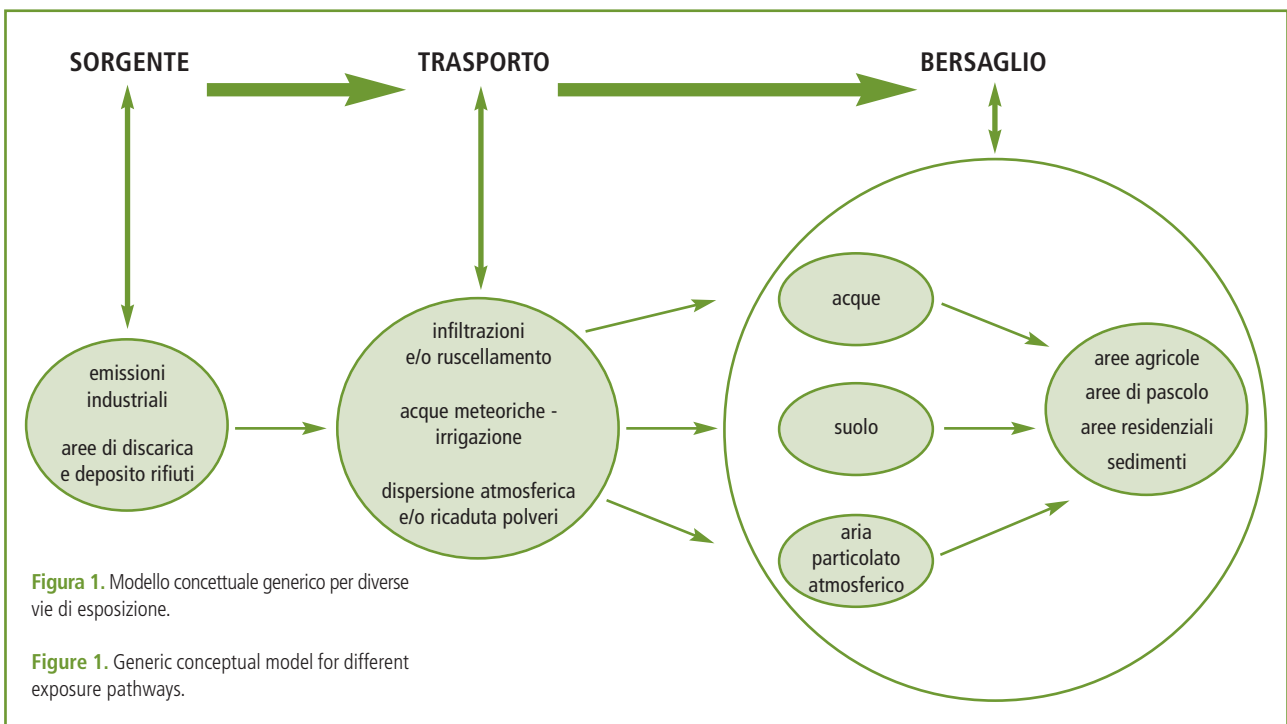 SORGENTE
TRASPORTO
BERSAGLIO
emissioni
industriali
aree di discarica
e deposito rifiuti
infiltrazioni
e/o ruscellamento
acque meteoriche -
irrigazione
dispersione atmosferica
e/o ricaduta polveri
acque
suolo
aria
particolato
atmosferico
aree agricole
aree di pascolo
aree residenziali
sedimenti
Figura 1. Modello concettuale generico per diverse
vie di esposizione.
Figure 1. Generic conceptual model for different
exposure pathways.